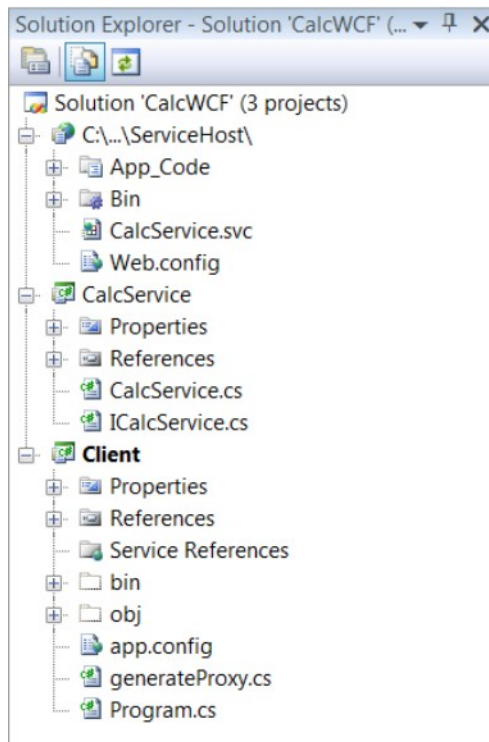 Solution Explorer - Solution 'CalcWCF' (...
Solution 'CalcWCF' (3 projects)
C:\...\ServiceHost\
App_Code
Bin
CalcService.svc
Web.config
CalcService
Properties
References
CalcService.cs
ICalcService.cs
Client
Properties
References
Service References
bin
obj
app.config
generateProxy.cs
Program.cs